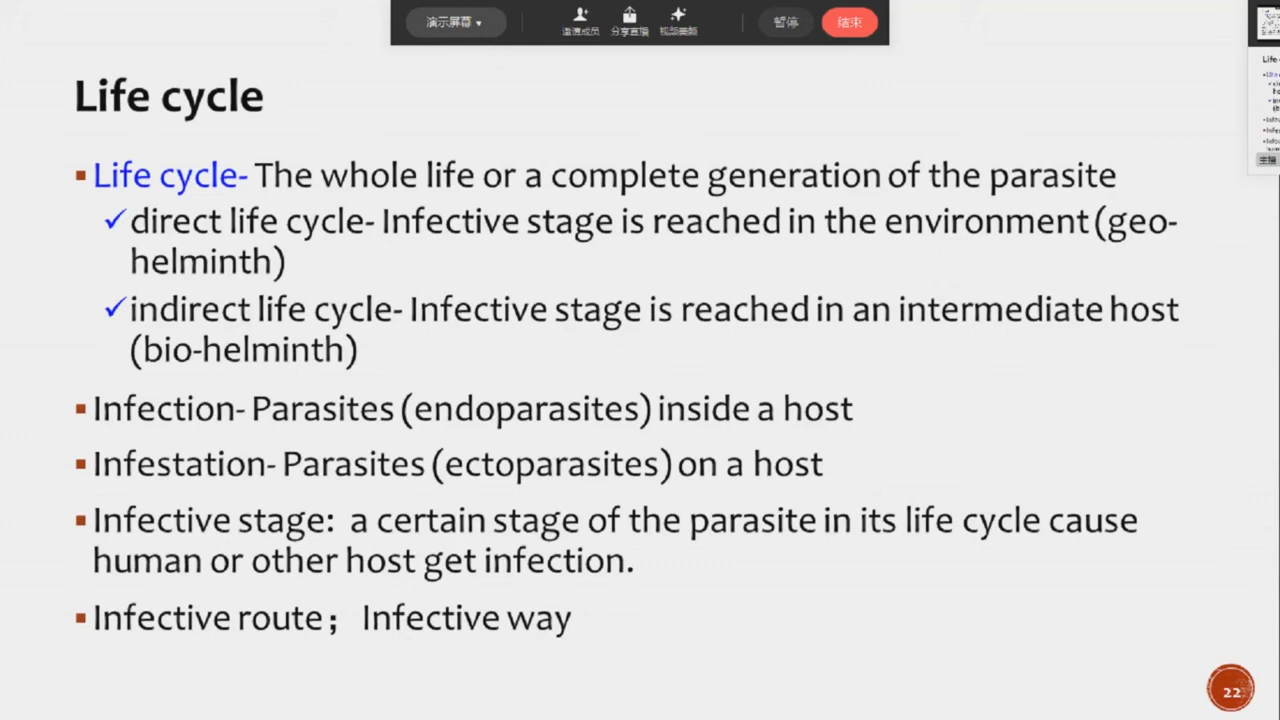 演示屏幕
邀请成员 分享直播 视频美颜
暂停
结束
Life cycle
Life cycle- The whole life or a complete generation of the parasite
✓direct life cycle- Infective stage is reached in the environment (geo-
helminth)
✓indirect life cycle- Infective stage is reached in an intermediate host
(bio-helminth)
Infection- Parasites (endoparasites) inside a host
Infestation- Parasites (ectoparasites) on a host
Infective stage: a certain stage of the parasite in its life cycle cause
human or other host get infection.
Infective route； Infective way
22